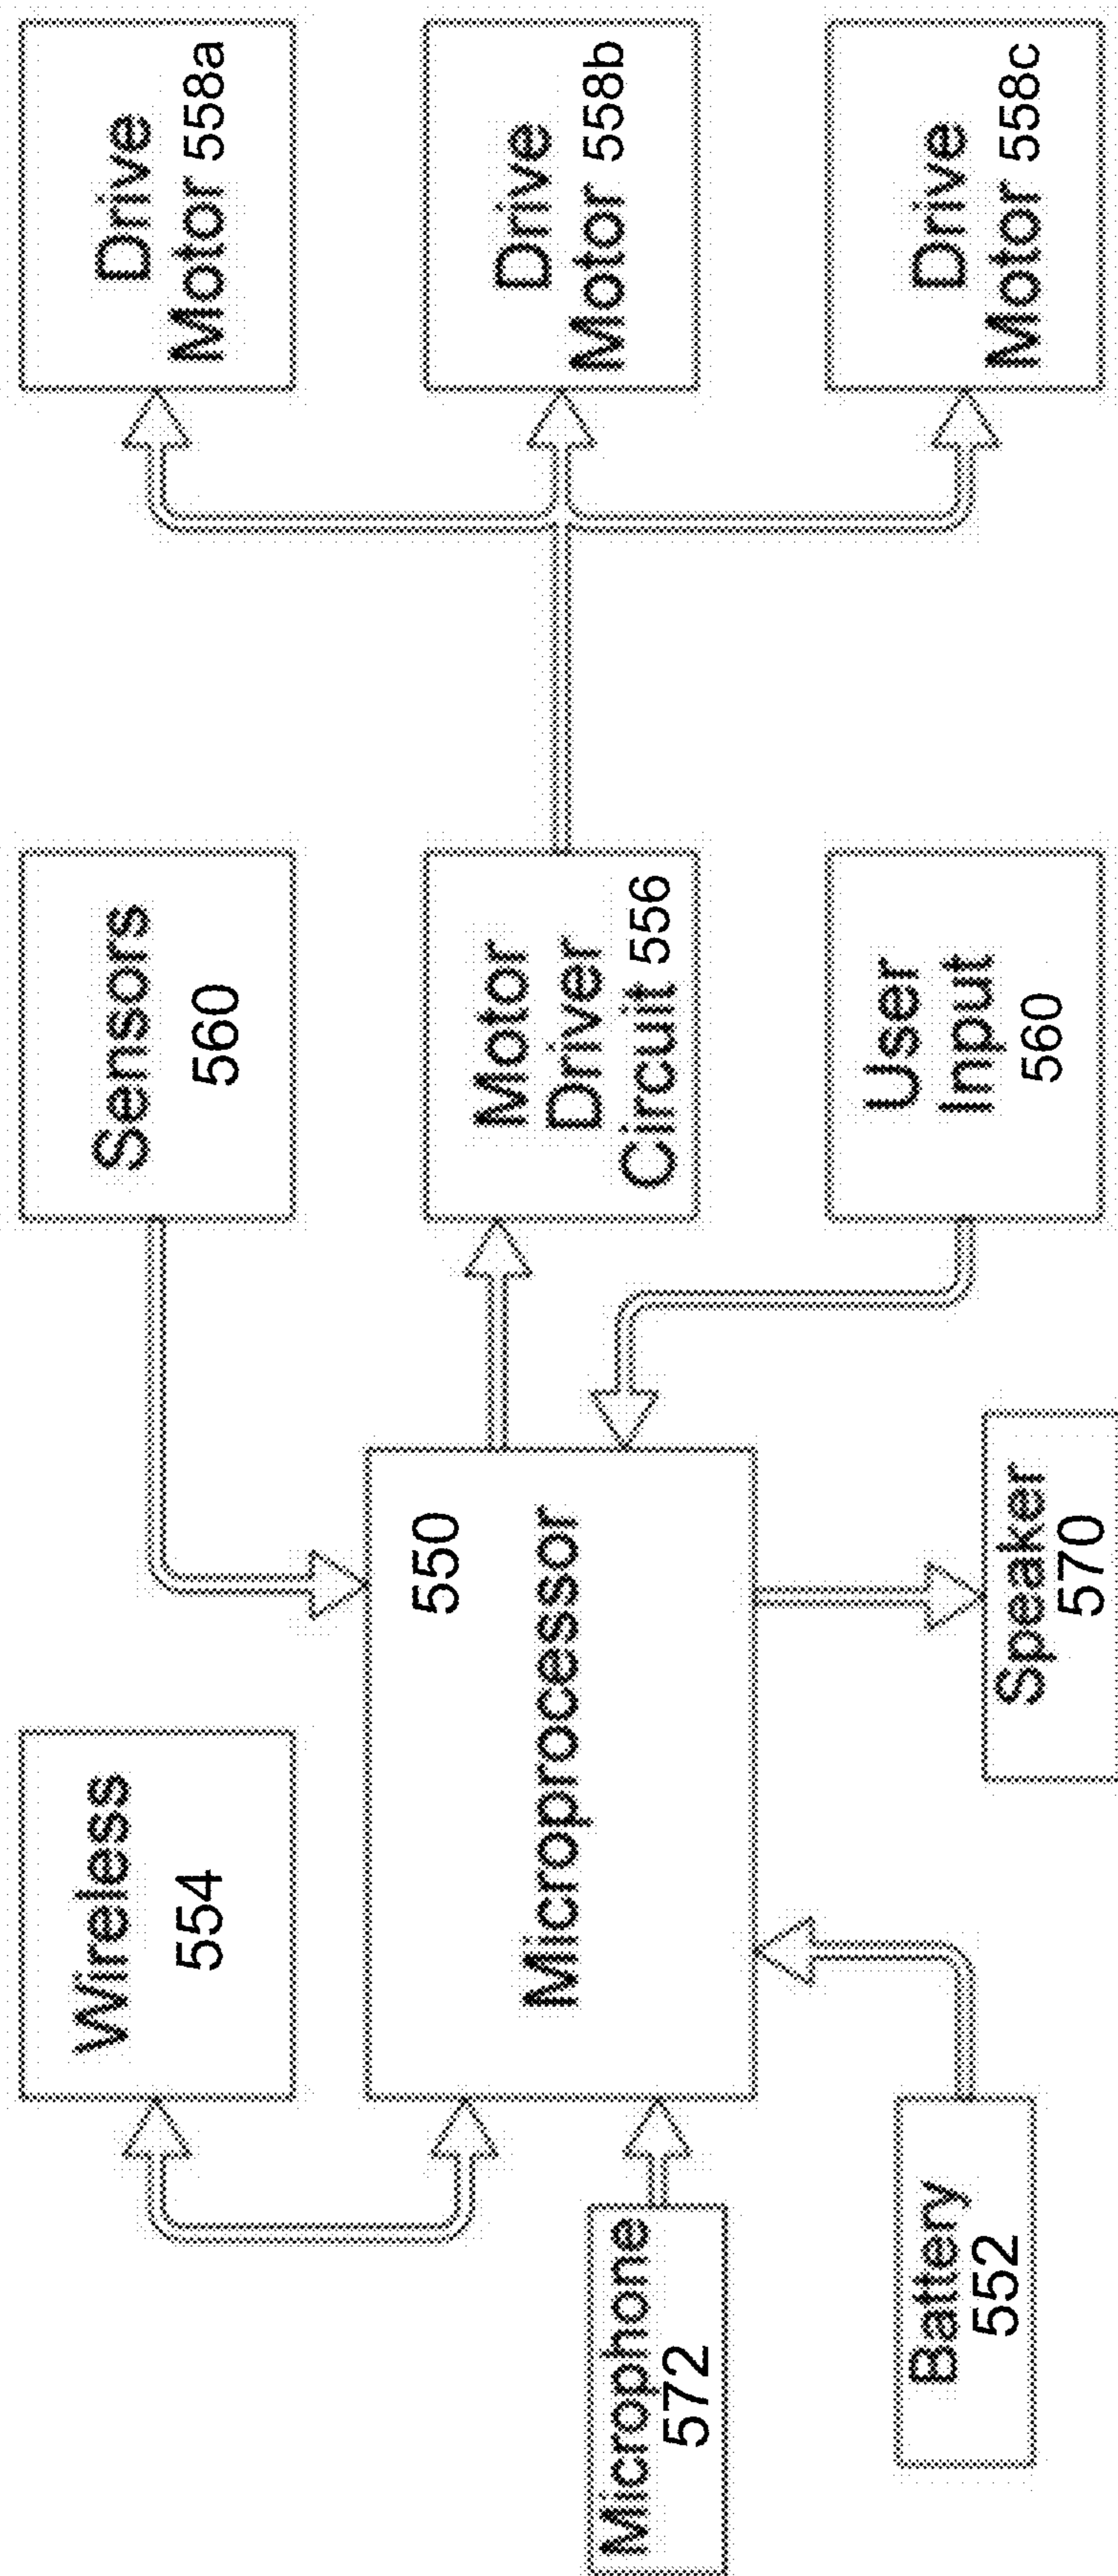 Wireless
554
Sensors
560
Drive
Motor 558a
550
Microprocessor
Motor
Driver
Circuit 556
Drive
Motor 558b
Microphone
572
User
Input
560
Drive
Motor 558c
Battery
552
Speaker
570